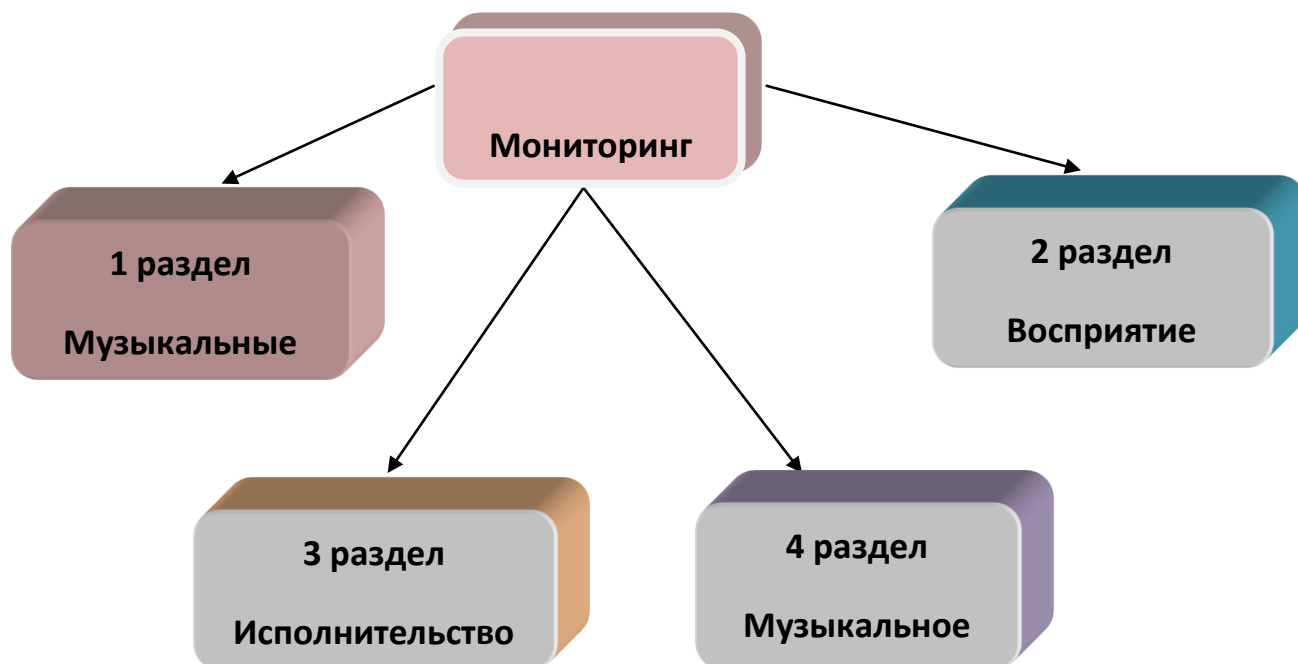 Мониторинг
1 раздел
Музыкальные
2 раздел
Восприятие
3 раздел
Исполнительство
4 раздел
Музыкальное